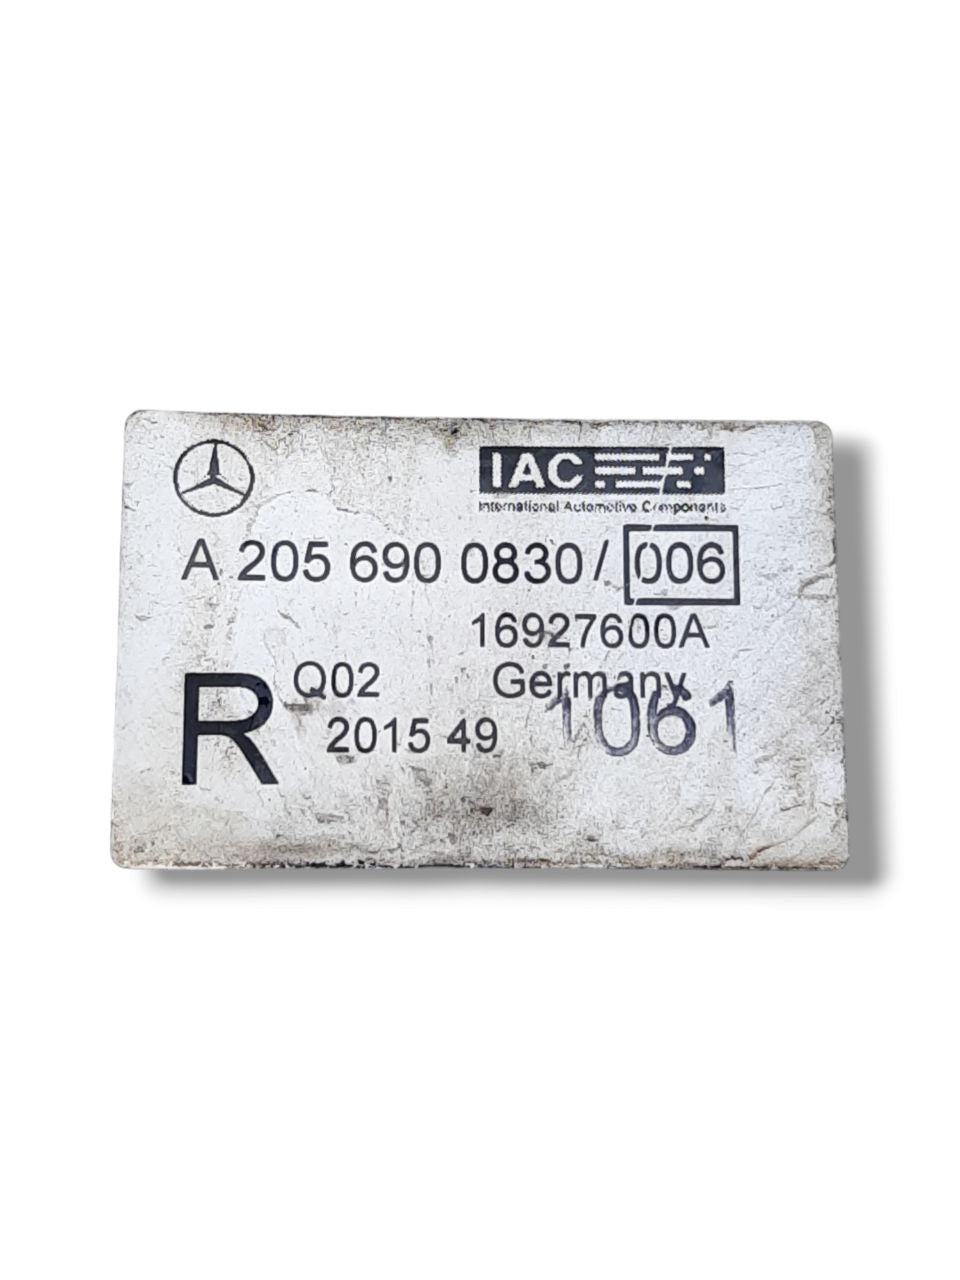 IAC
International Automotive Components
A 205 690 0830/ 006
16927600A
Q02 Germany
R 2015 49 1061